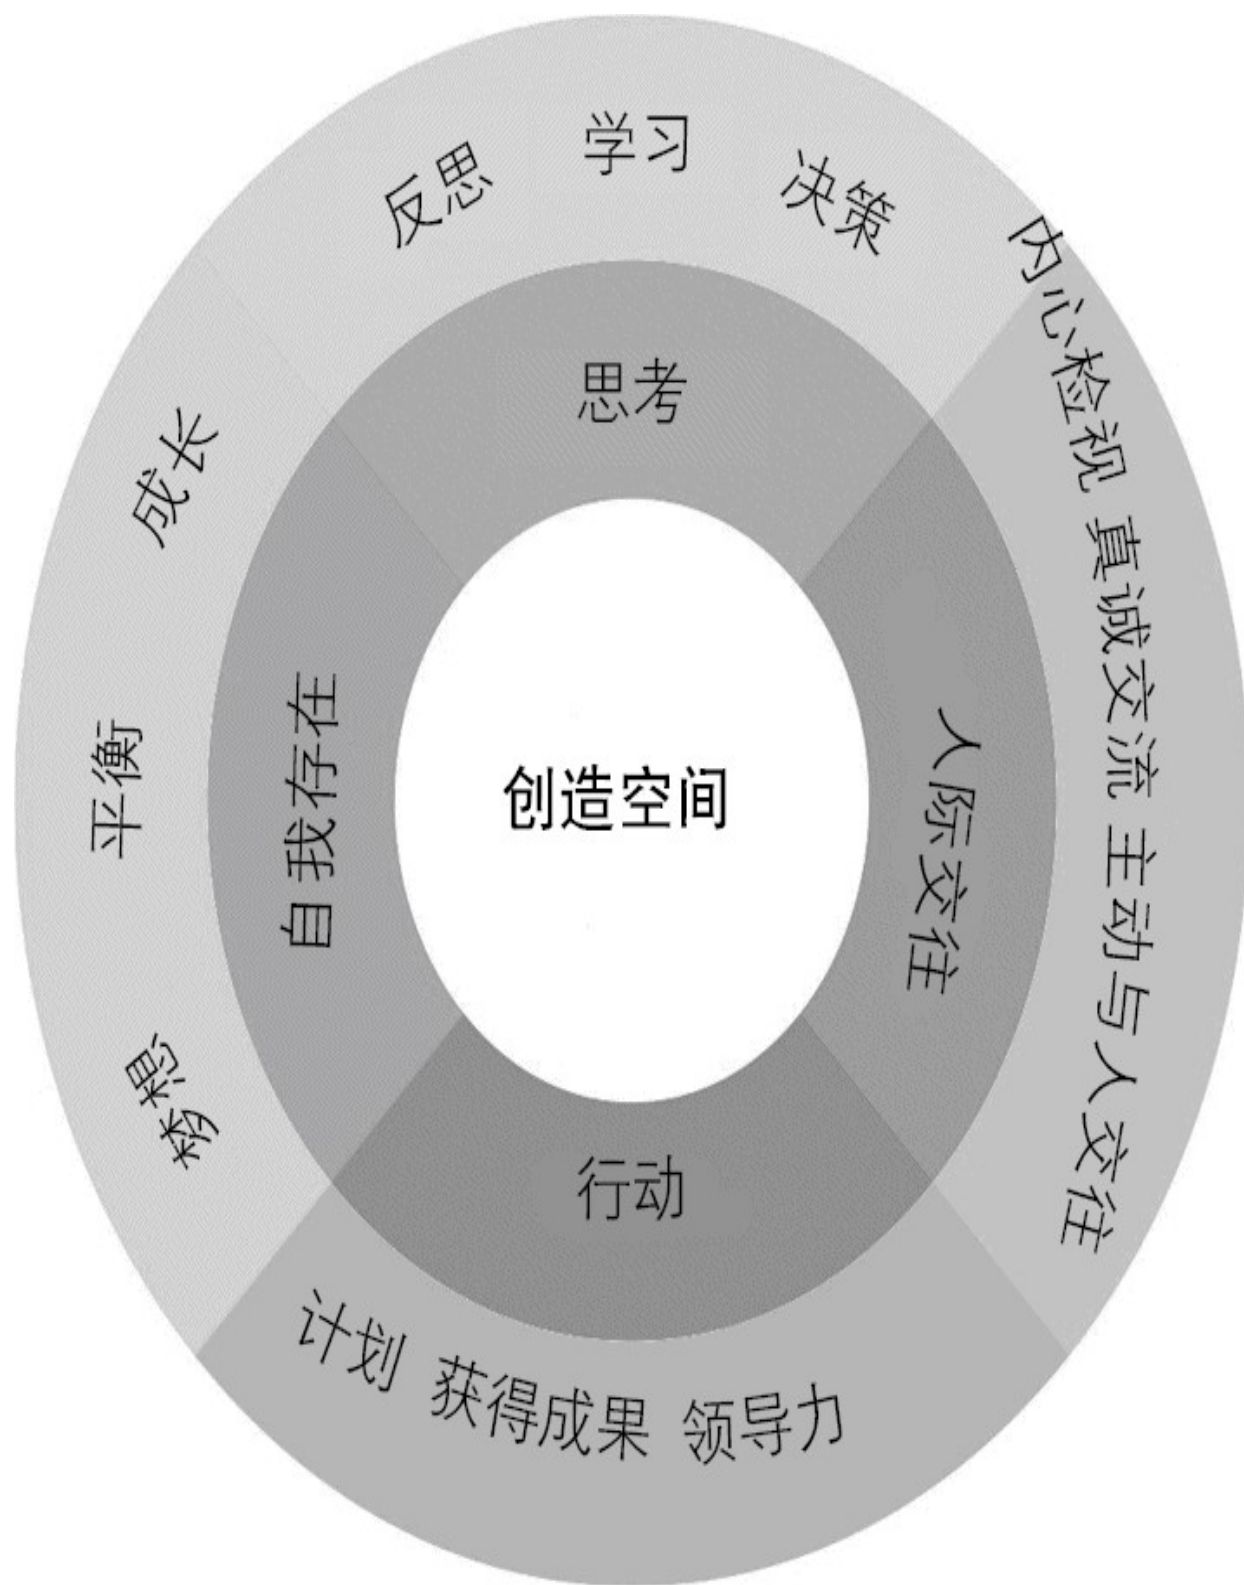 反思
学习
决策
内心检视 真诚交流 主动与人交往
成长
平衡
梦想
思考
人际交往
自我存在
创造空间
行动
计划 获得成果 领导力